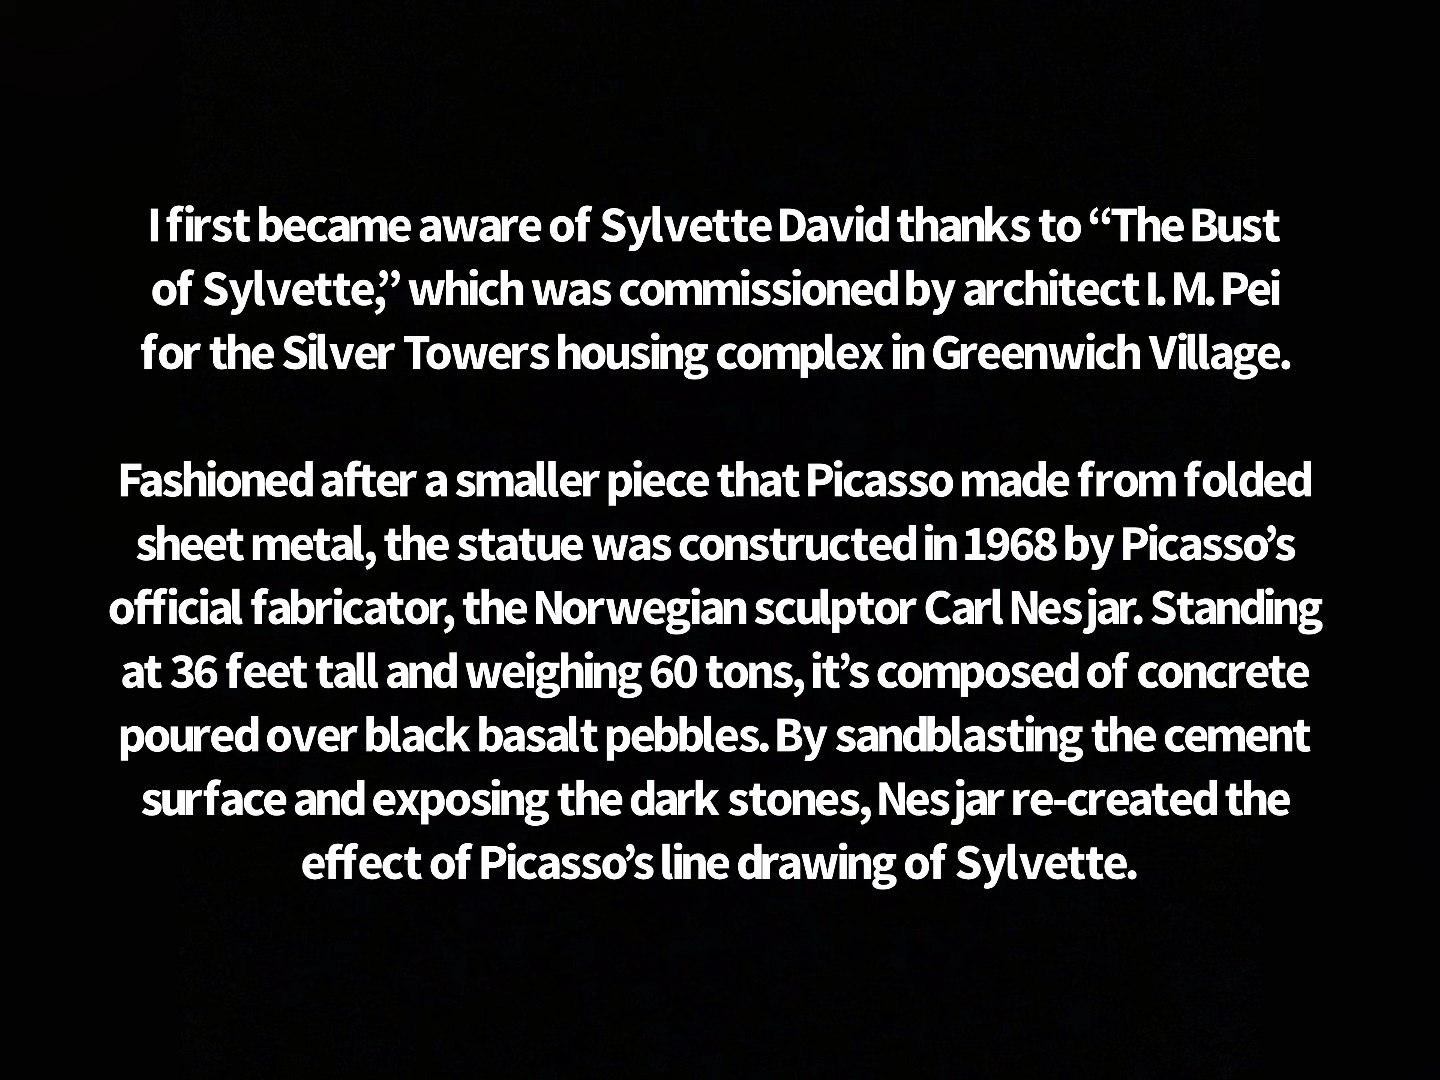 I first became aware of Sylvette David thanks to “The Bust
of Sylvette,” which was commissioned by architect I. M. Pei
for the Silver Towers housing complex in Greenwich Village.
Fashioned after a smaller piece that Picasso made from folded
sheet metal, the statue was constructed in 1968 by Picasso’s
official fabricator, the Norwegian sculptor Carl Nesjar. Standing
at 36 feet tall and weighing 60 tons, it’s composed of concrete
poured over black basalt pebbles. By sandblasting the cement
surface and exposing the dark stones, Nesjar re-created the
effect of Picasso’s line drawing of Sylvette.